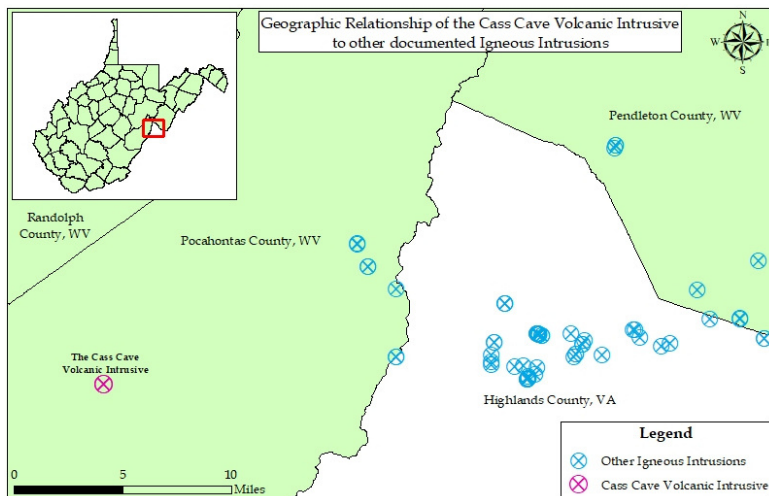 Geographic Relationship of the Cass Cave Volcanic Intrusive
to other documented Igneous Intrusions
N
W
E
S
Pendleton County, WV
Randolph
County, WV
Pocahontas County, WV
The Cass Cave
Volcanic Intrusive
Highlands County, VA
Legend
Other Igneous Intrusions
Cass Cave Volcanic Intrusive
0 5 10
Miles